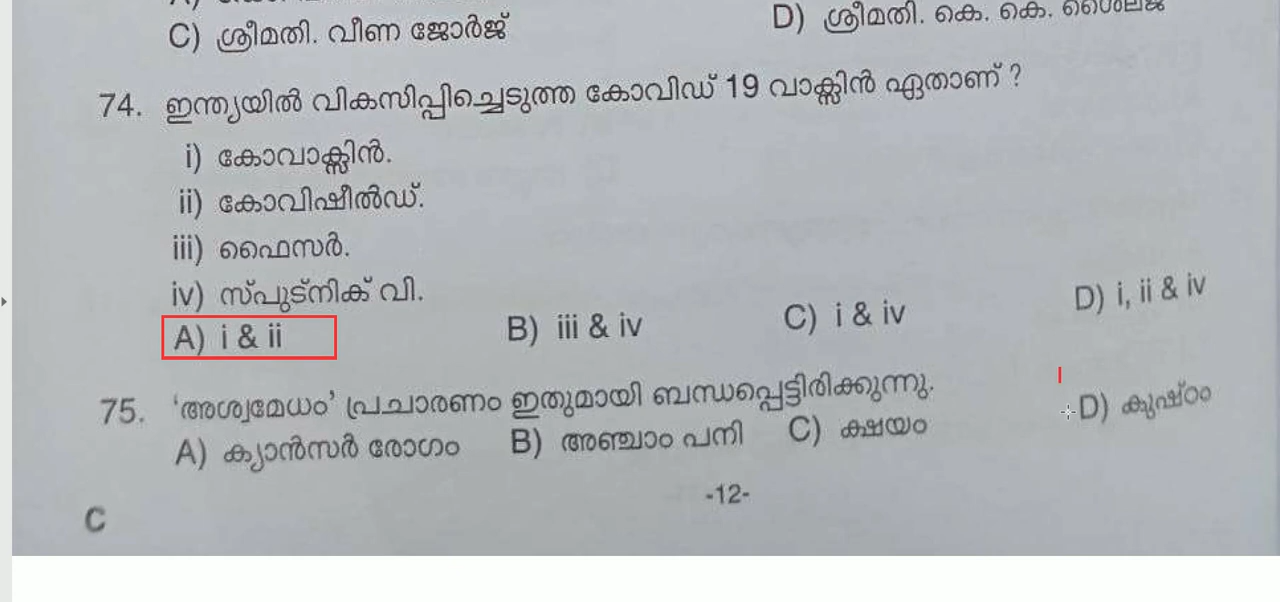 C) ശ്രീമതി. വീണ ജോർജ് D) ശ്രീമതി. കെ. കെ. ശൈലജ
74. ഇന്ത്യയിൽ വികസിപ്പിച്ചെടുത്ത കോവിഡ് 19 വാക്സിൻ ഏതാണ് ?
i) കോവാക്സിൻ.
ii) കോവിഷീൽഡ്.
iii) ഫൈസർ.
iv) സ്പുട്നിക് വി.
A) i & ii B) iii & iv C) i & iv D) i, ii & iv
75. ‘അശ്വമേധം’ പ്രചാരണം ഇതുമായി ബന്ധപ്പെട്ടിരിക്കുന്നു.
A) ക്യാൻസർ രോഗം B) അഞ്ചാം പനി C) ക്ഷയം D) കുഷ്ഠം
-12-
C